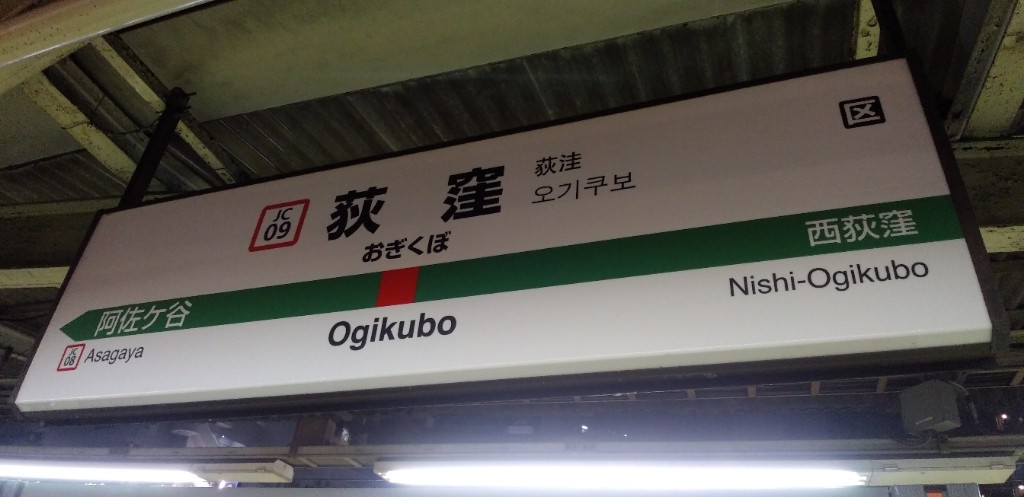 区
JC
09
荻窪
荻洼
오기쿠보
おぎくぼ
西荻窪
阿佐ケ谷
Nishi-Ogikubo
Ogikubo
JC
08
Asagaya